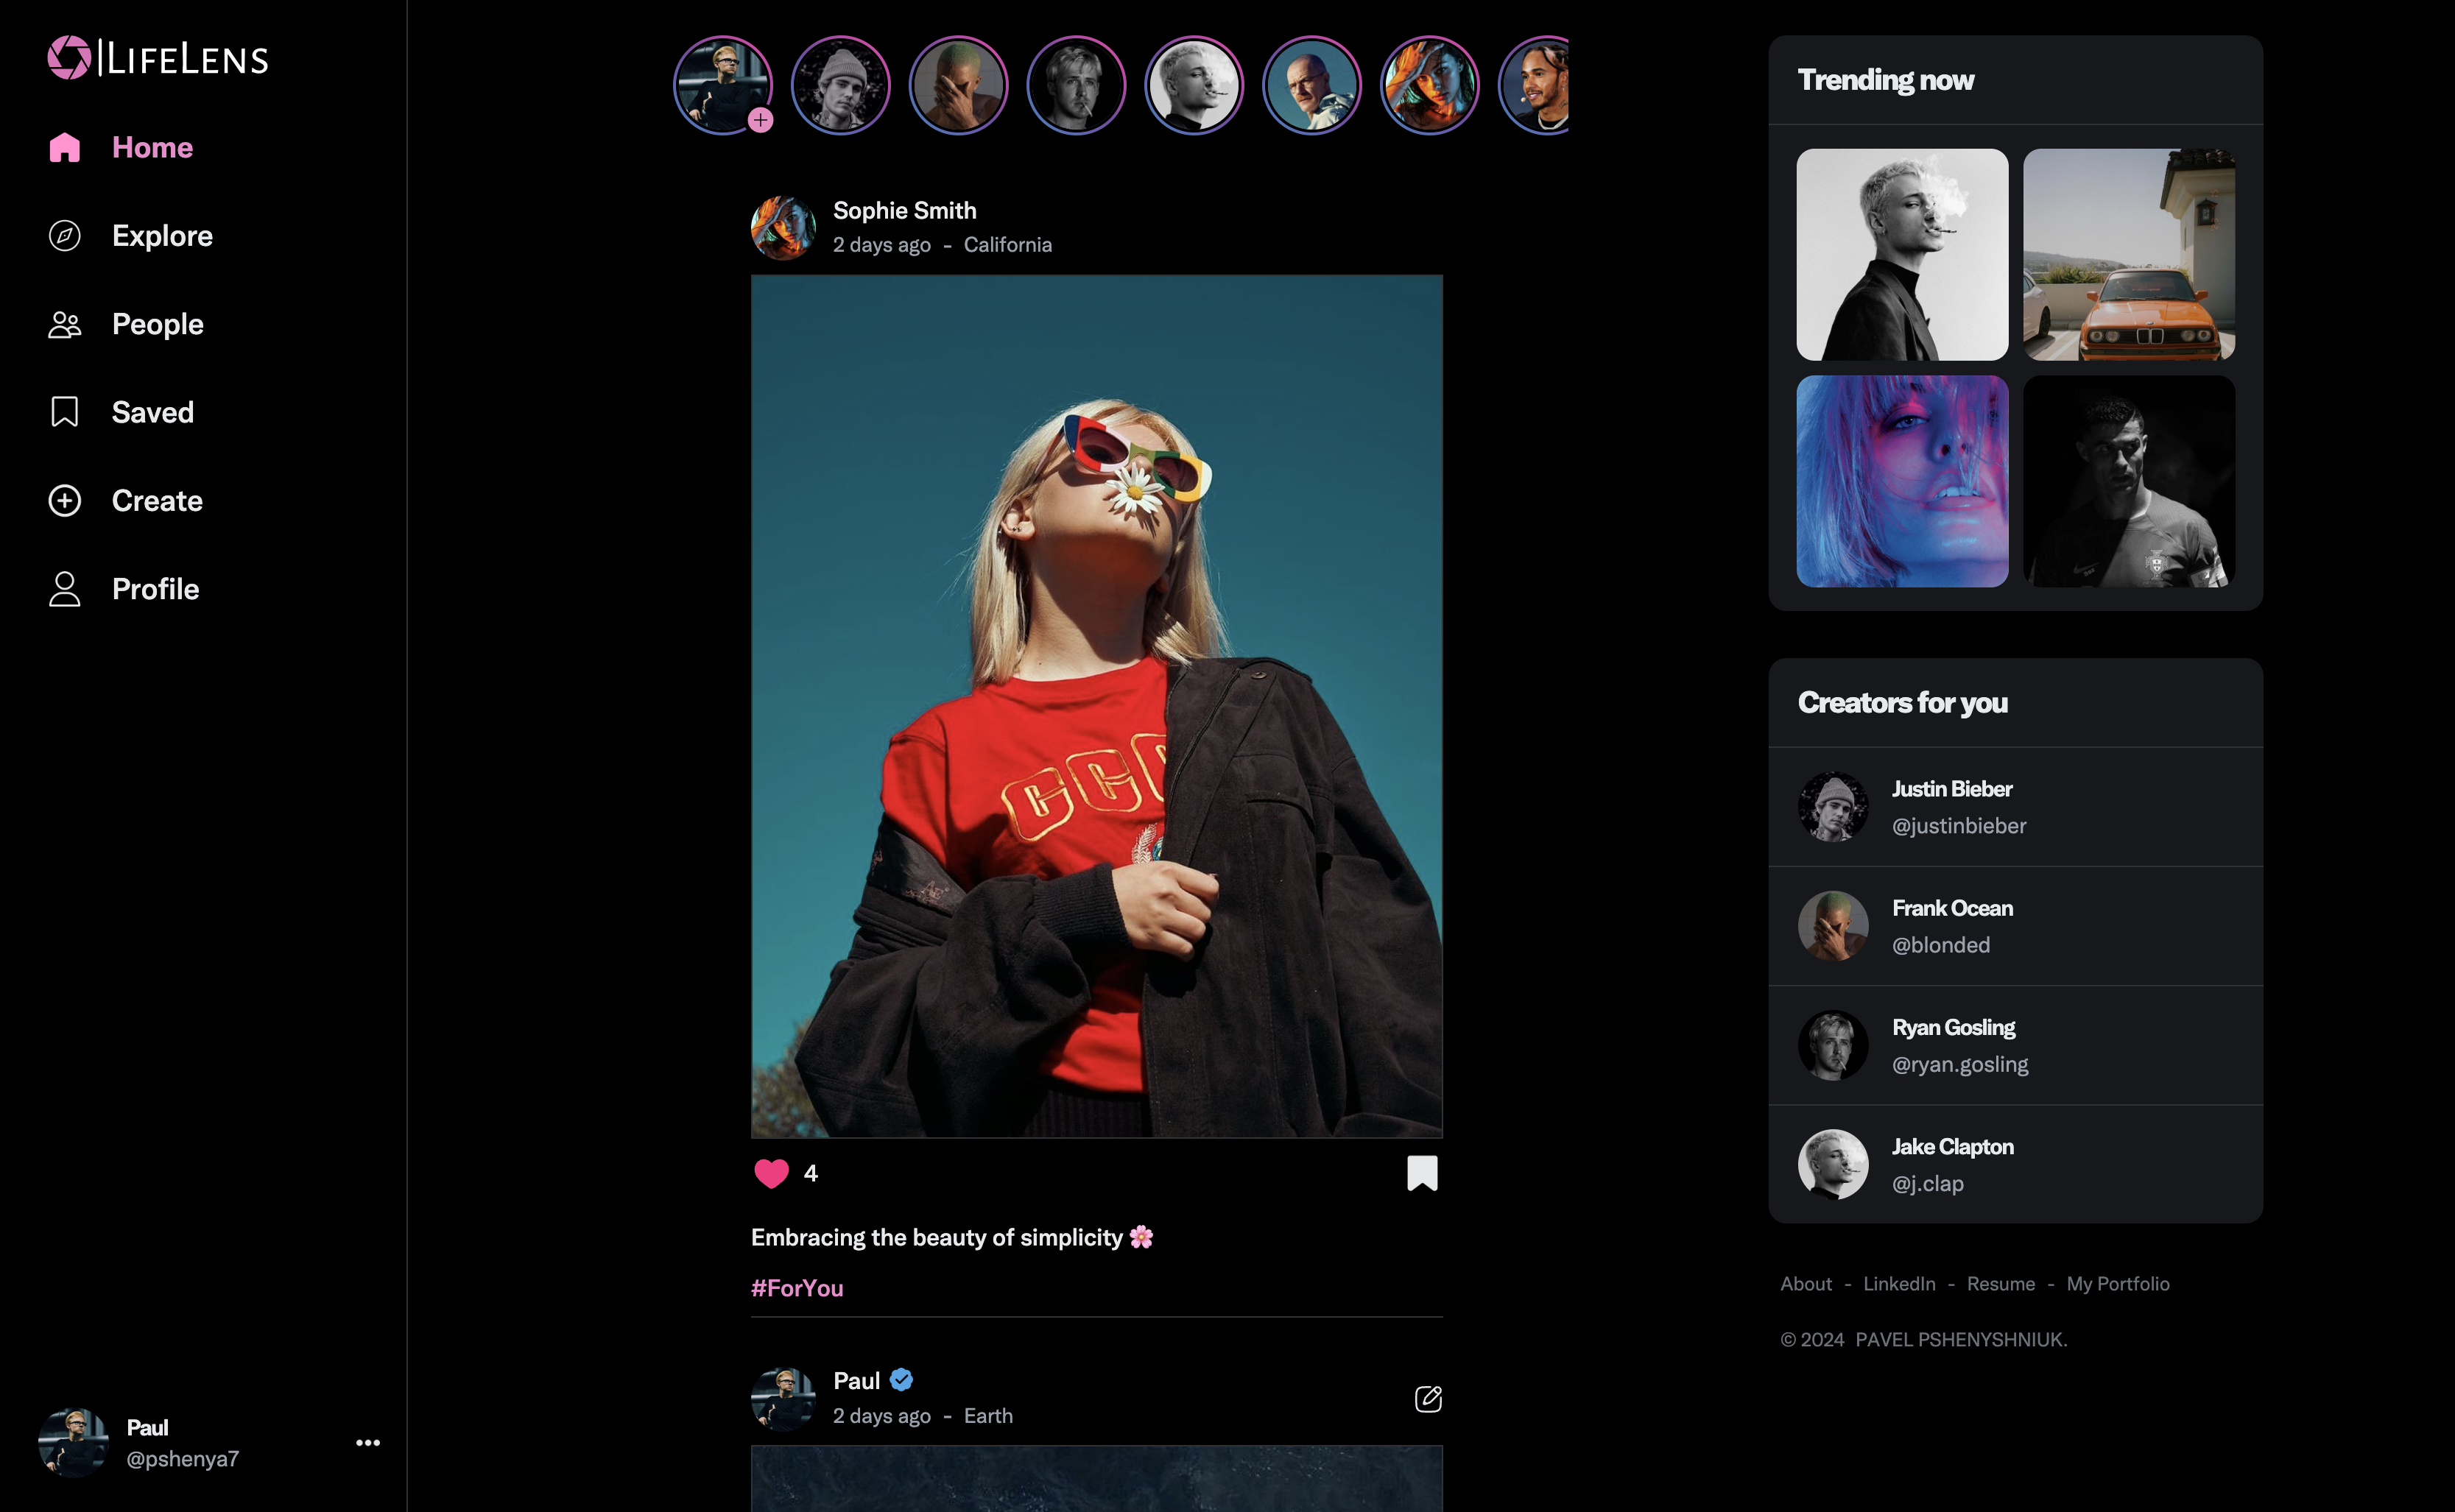 LIFELENS
Home
Explore
People
Saved
Create
Profile
Paul
@pshenya7
Sophie Smith
2 days ago - California
4
Embracing the beauty of simplicity 🌸
#ForYou
Paul
2 days ago - Earth
Trending now
Creators for you
Justin Bieber
@justinbieber
Frank Ocean
@blonded
Ryan Gosling
@ryan.gosling
Jake Clapton
@j.clap
About - LinkedIn - Resume - My Portfolio
© 2024 PAVEL PSHENYSHNIUK.